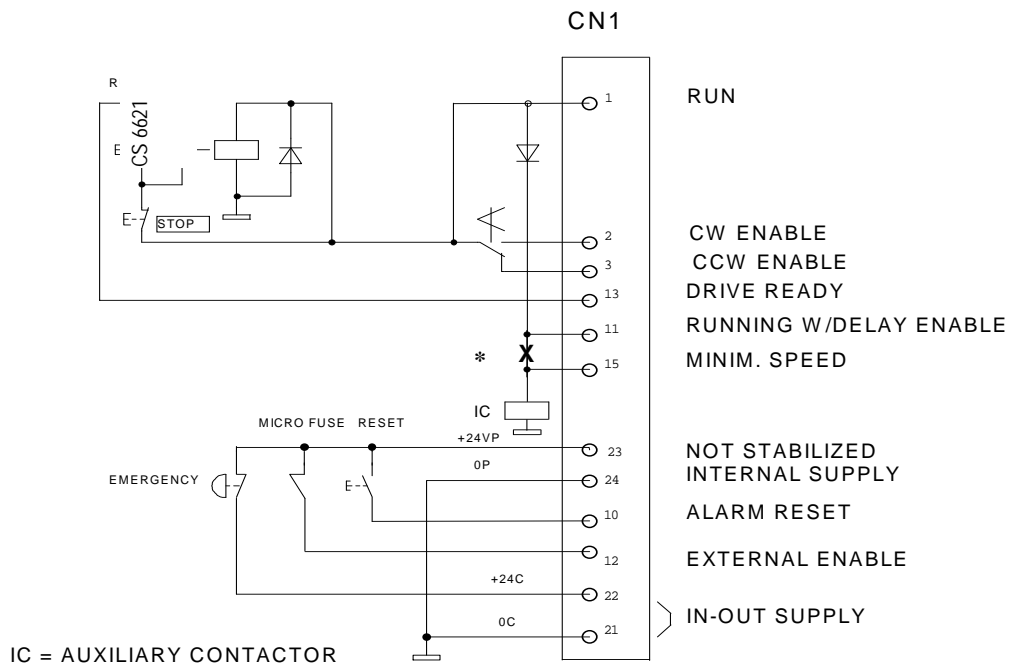 CN1
R
1
RUN
CS 6621
E
STOP
2
CW ENABLE
3
CCW ENABLE
13
DRIVE READY
11
RUNNING W/DELAY ENABLE
*
X
15
MINIM. SPEED
IC
MICRO FUSE RESET
+24VP
23
NOT STABILIZED
INTERNAL SUPPLY
0P
24
EMERGENCY
10
ALARM RESET
12
EXTERNAL ENABLE
+24C
22
IN-OUT SUPPLY
0C
21
IC = AUXILIARY CONTACTOR